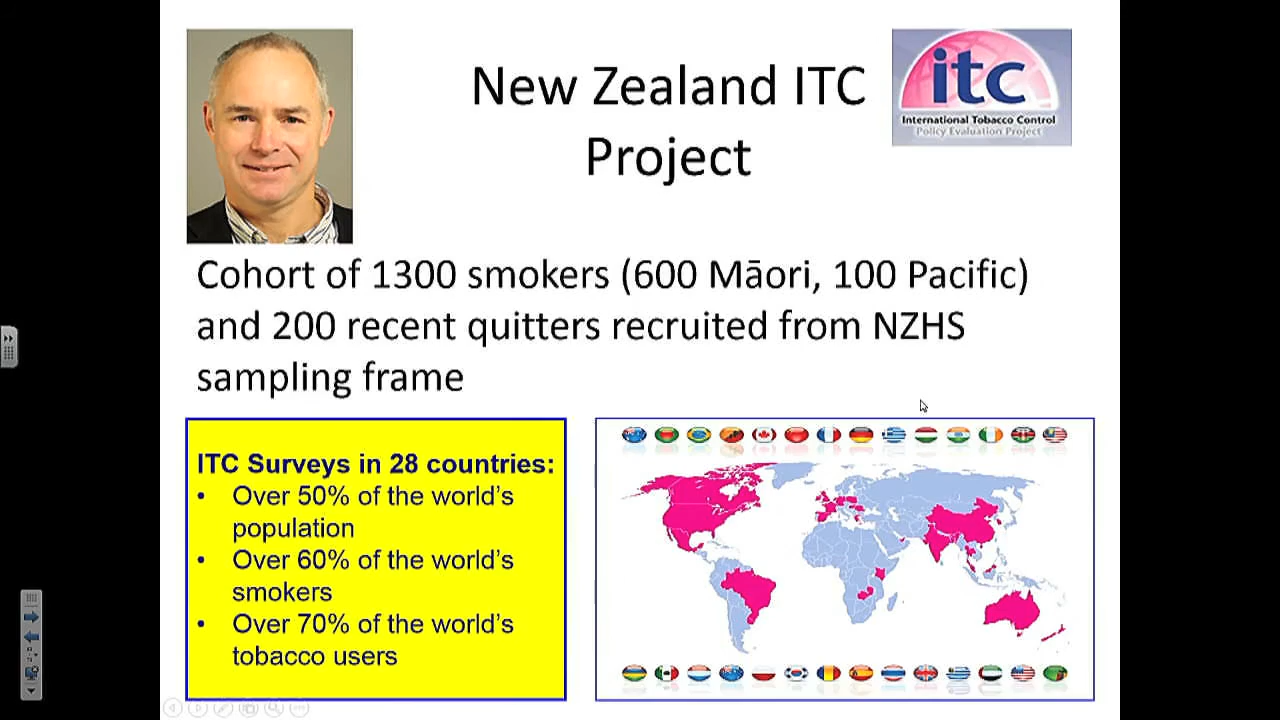 New Zealand ITC
Project
itc
International Tobacco Control
Policy Evaluation Project
Cohort of 1300 smokers (600 Māori, 100 Pacific)
and 200 recent quitters recruited from NZHS
sampling frame
ITC Surveys in 28 countries:
• Over 50% of the world's
population
• Over 60% of the world's
smokers
• Over 70% of the world's
tobacco users